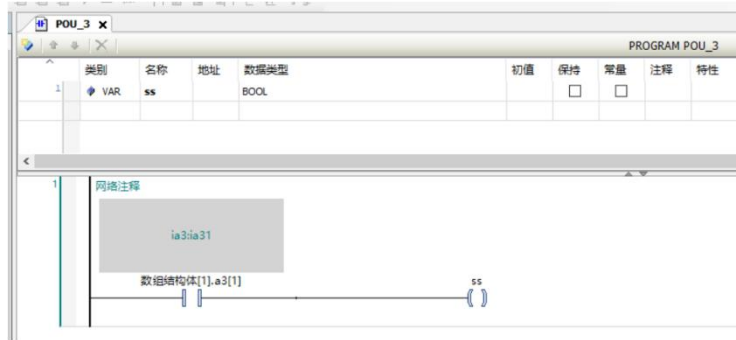 POU_3
PROGRAM POU_3
类别 名称 地址 数据类型 初值 保持 常量 注释 特性
1 VAR ss BOOL
1 网络注释
ia3:ia31
数组结构体[1].a3[1] ss